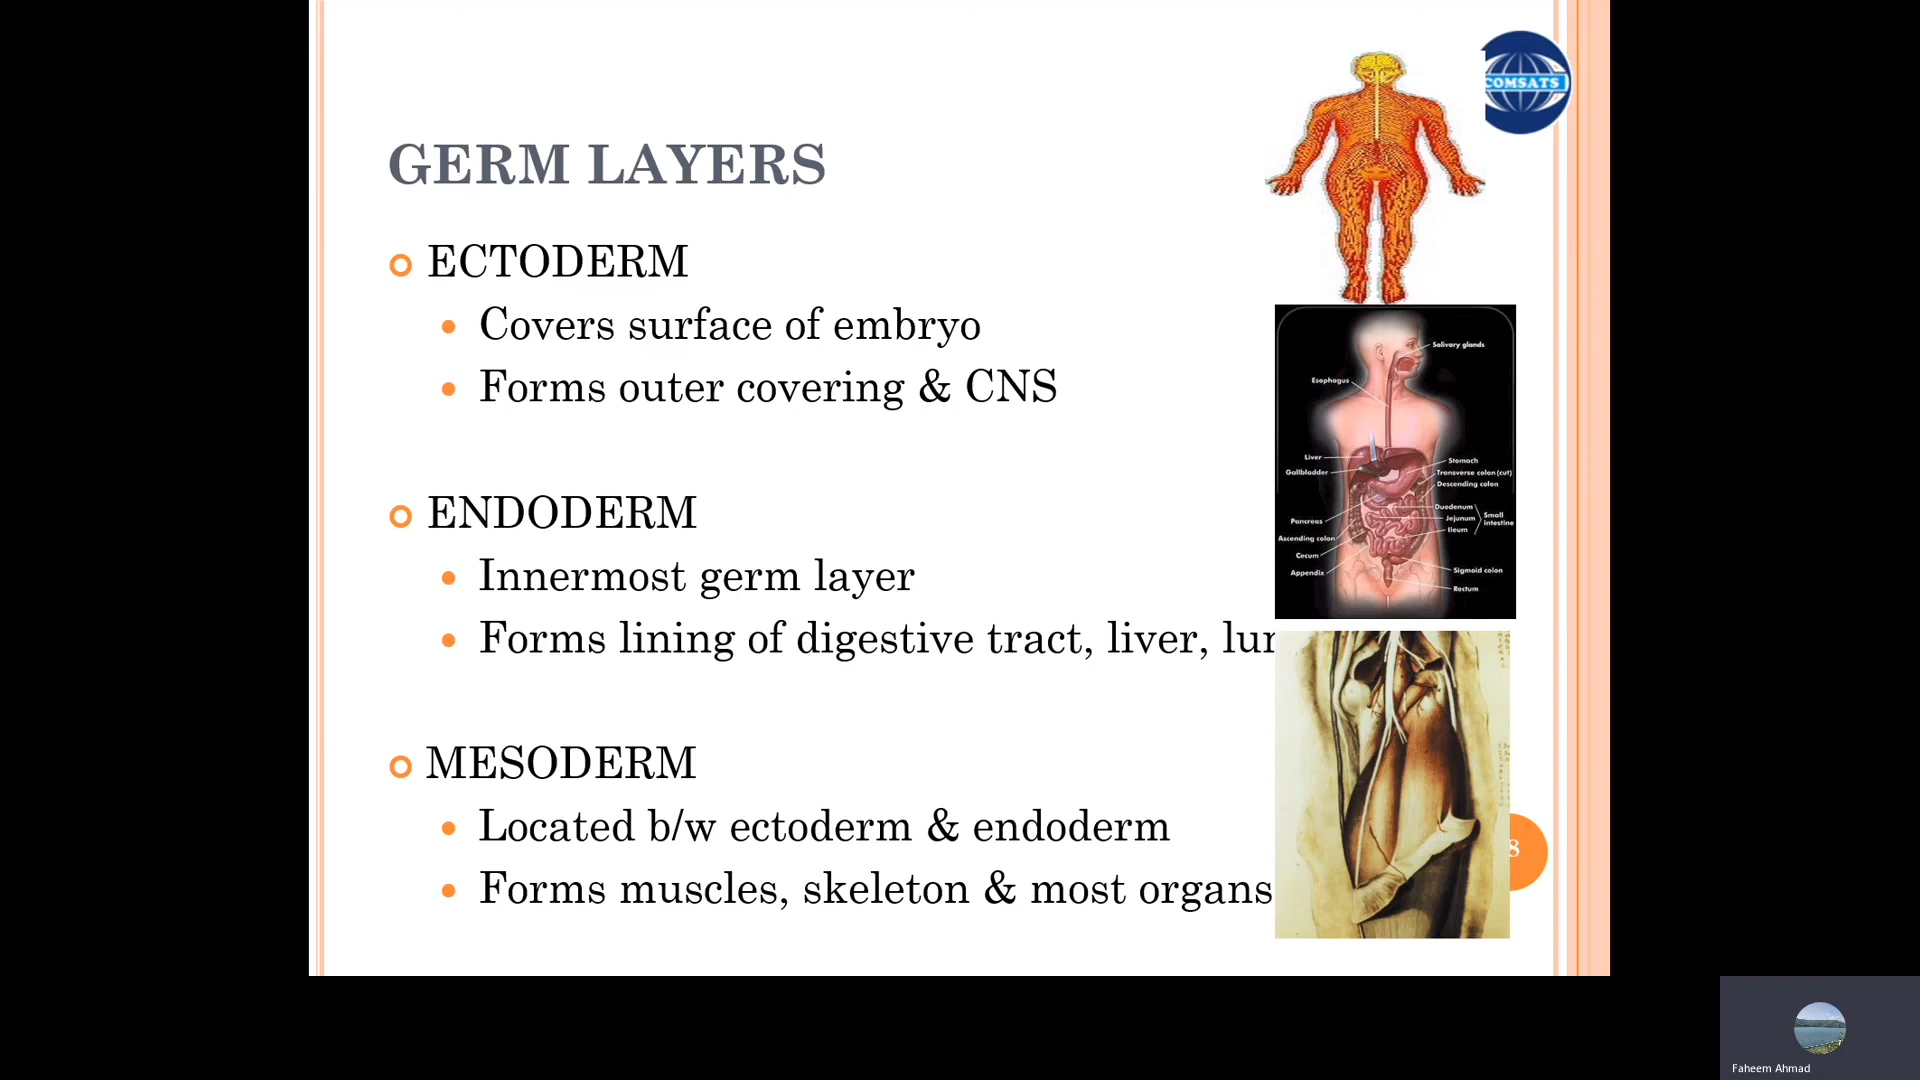 COMSATS
GERM LAYERS
ECTODERM
Covers surface of embryo
Forms outer covering & CNS
ENDODERM
Innermost germ layer
Forms lining of digestive tract, liver,
MESODERM
Located b/w ectoderm & endoderm
Forms muscles, skeleton & most organs
Salivary glands
Esophagus
Liver
Gallbladder
Stomach
Transverse colon (cut)
Descending colon
Duodenum
Jejunum
Ileum
Small
intestine
Pancreas
Ascending colon
Cecum
Appendix
Sigmoid colon
Rectum
8
Faheem Ahmad